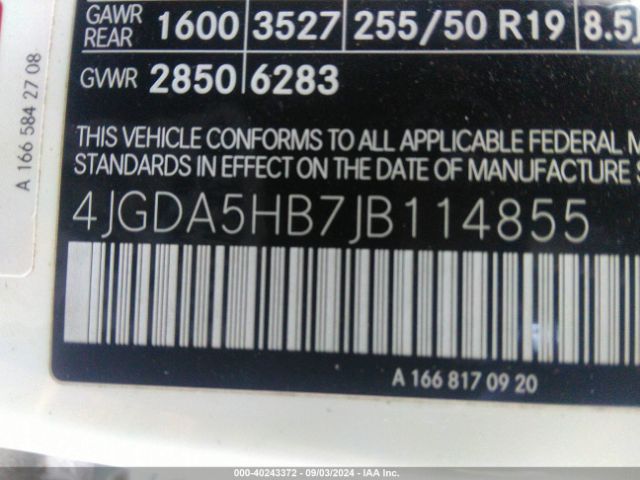 GAWR REAR 1600 3527 255/50 R19 8.5J
GVWR 2850 6283
THIS VEHICLE CONFORMS TO ALL APPLICABLE FEDERAL M
STANDARDS IN EFFECT ON THE DATE OF MANUFACTURE S
4JGDA5HB7JB114855
A 166 817 09 20
A 166 584 27 08
000-40243372 - 09/03/2024 - IAA Inc.